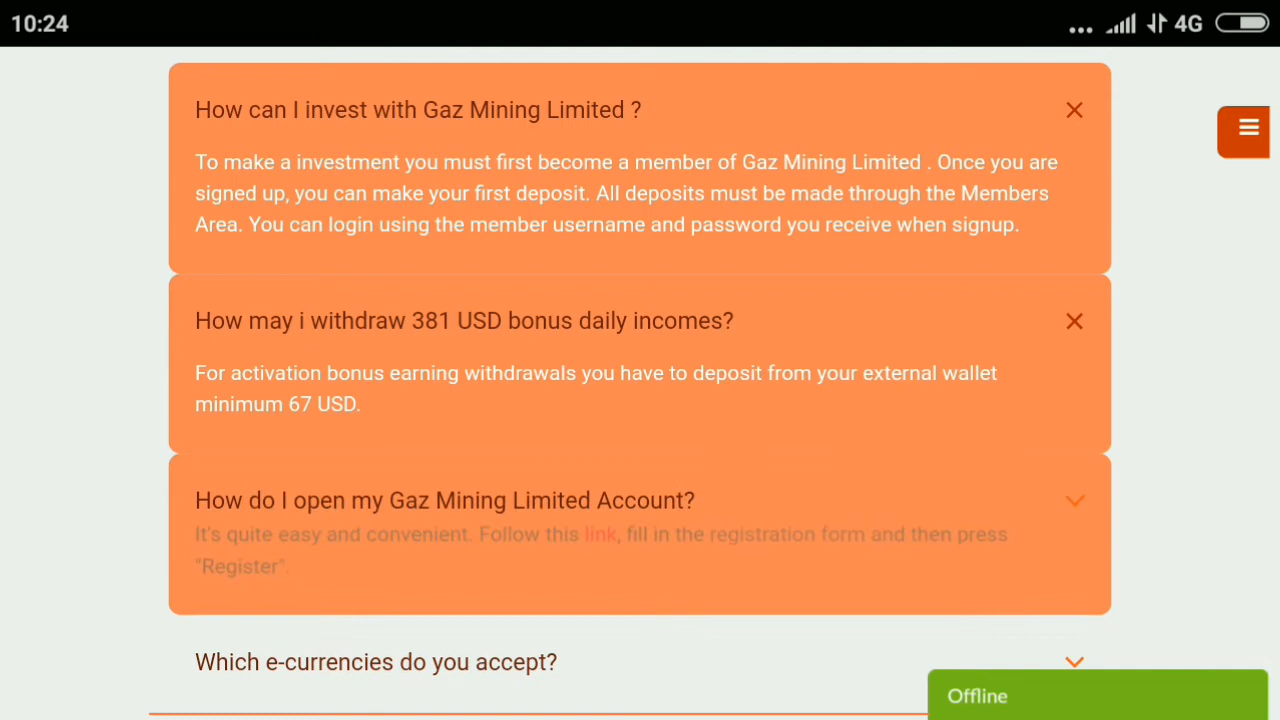 10:24
4G
How can I invest with Gaz Mining Limited ?
To make a investment you must first become a member of Gaz Mining Limited . Once you are
signed up, you can make your first deposit. All deposits must be made through the Members
Area. You can login using the member username and password you receive when signup.
How may i withdraw 381 USD bonus daily incomes?
For activation bonus earning withdrawals you have to deposit from your external wallet
minimum 67 USD.
How do I open my Gaz Mining Limited Account?
It's quite easy and convenient. Follow this link, fill in the registration form and then press
"Register".
Which e-currencies do you accept?
Offline